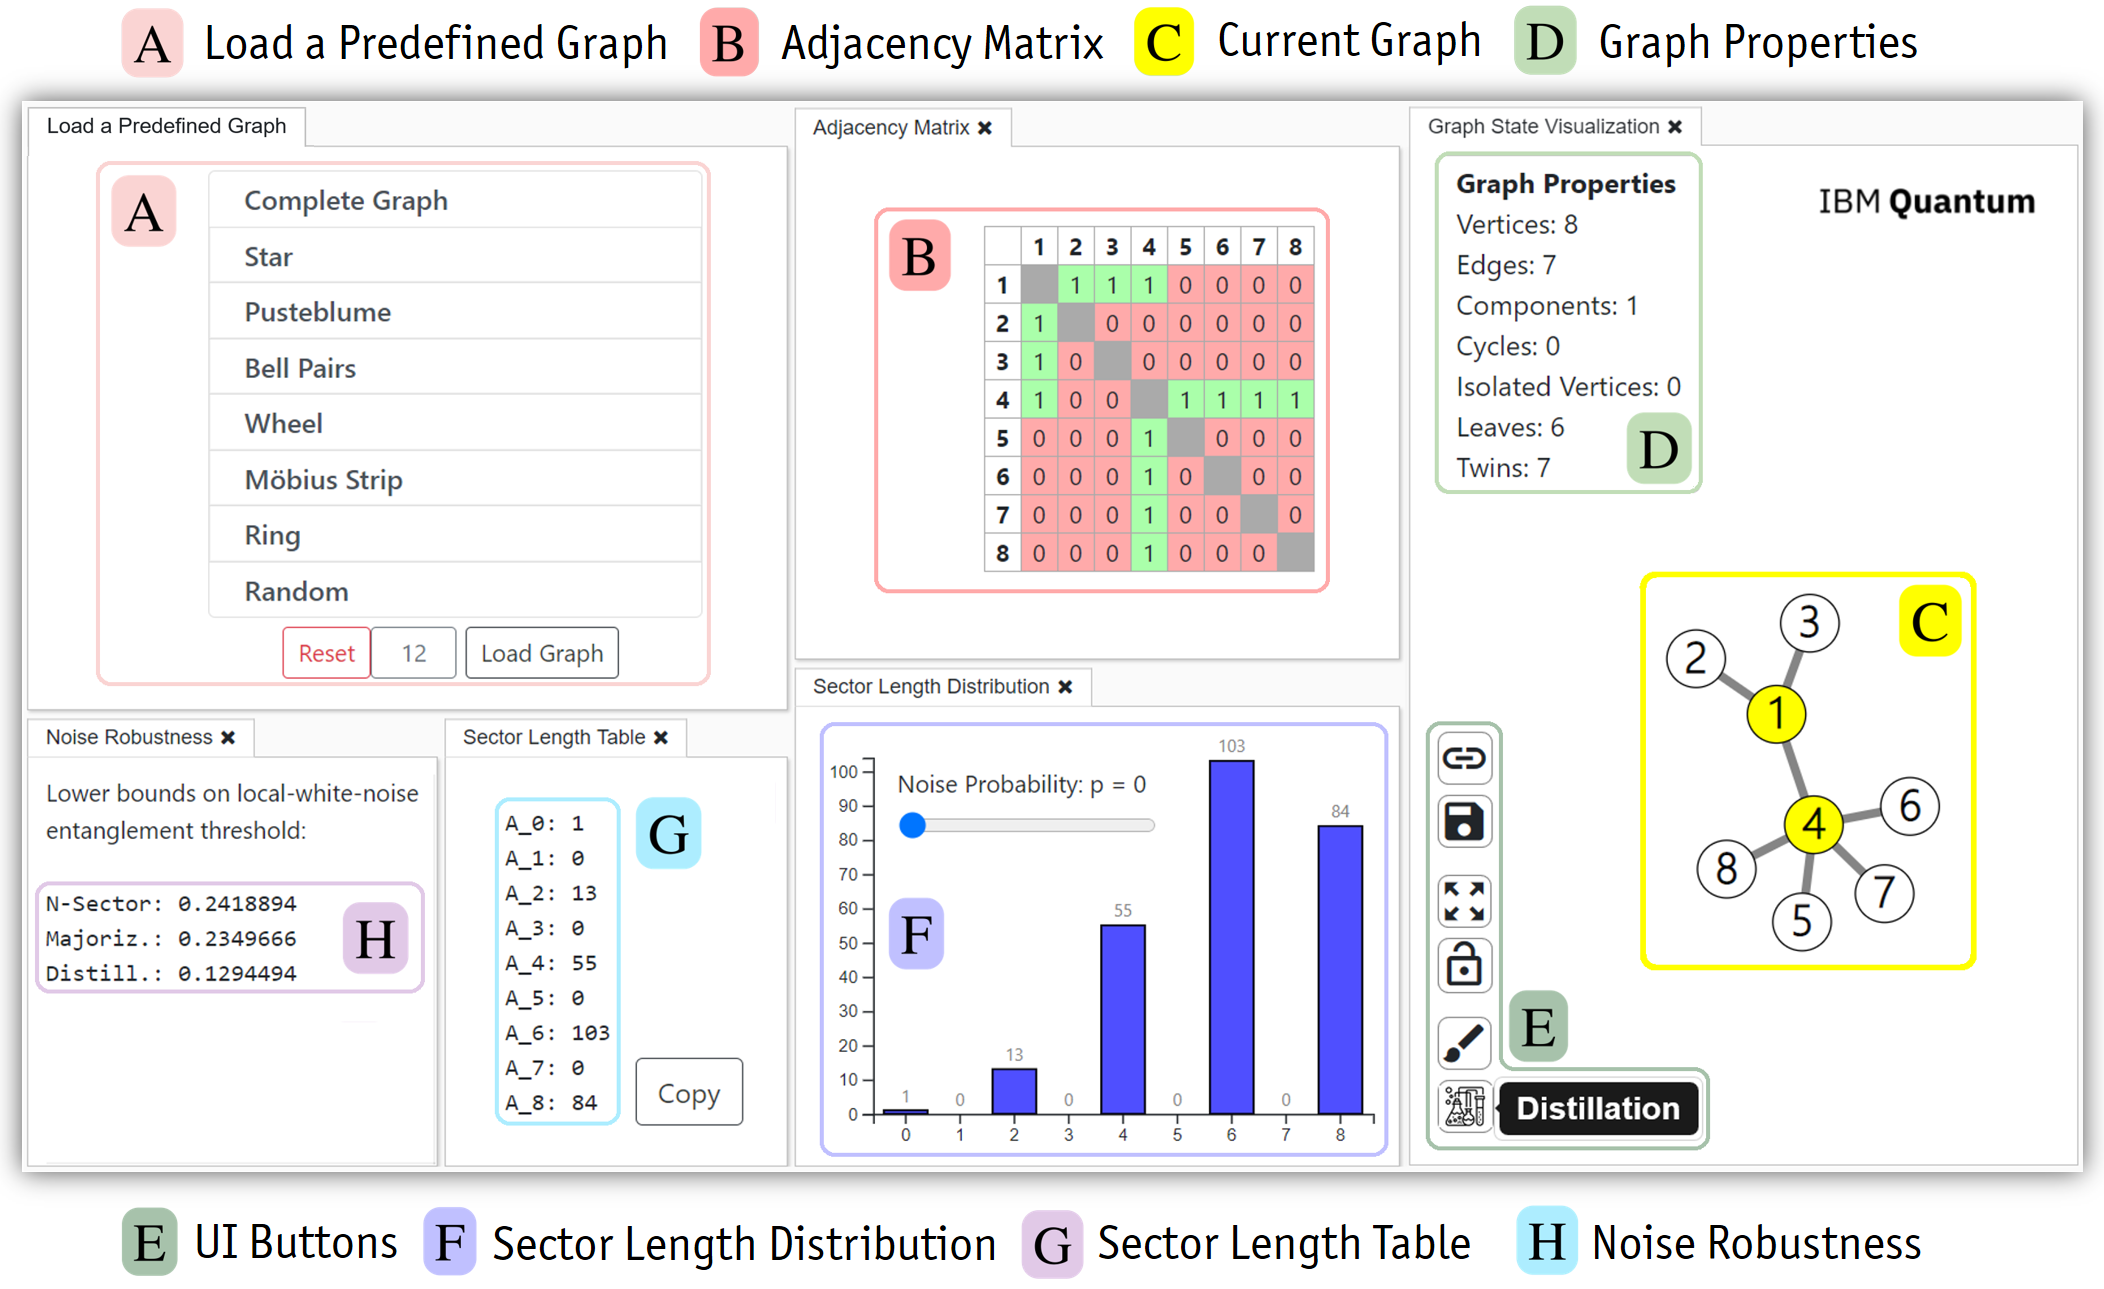 A Load a Predefined Graph B Adjacency Matrix C Current Graph D Graph Properties
Load a Predefined Graph
A
Complete Graph
Star
Pusteblume
Bell Pairs
Wheel
Möbius Strip
Ring
Random
Reset 12 Load Graph
Adjacency Matrix ✖
B
1 2 3 4 5 6 7 8
1 1 1 1 0 0 0 0
2 1 0 0 0 0 0 0
3 1 0 0 0 0 0 0
4 1 0 0 1 1 1 1
5 0 0 0 1 0 0 0
6 0 0 0 1 0 0 0
7 0 0 0 1 0 0 0
8 0 0 0 1 0 0 0
Graph State Visualization ✖
Graph Properties
Vertices: 8
Edges: 7
Components: 1
Cycles: 0
Isolated Vertices: 0
Leaves: 6
Twins: 7
D
IBM Quantum
C
3
2
1
4
6
8
7
5
E
Distillation
Noise Robustness ✖
Lower bounds on local-white-noise
entanglement threshold:
N-Sector: 0.2418894
Majoriz.: 0.2349666
Distill.: 0.1294494
H
Sector Length Table ✖
A_0: 1
A_1: 0
A_2: 13
A_3: 0
A_4: 55
A_5: 0
A_6: 103
A_7: 0
A_8: 84
G
Copy
Sector Length Distribution ✖
Noise Probability: p = 0
F
100
90
80
70
60
50
40
30
20
10
0
1 0 13 0 55 0 103 0 84
0 1 2 3 4 5 6 7 8
E UI Buttons F Sector Length Distribution G Sector Length Table H Noise Robustness